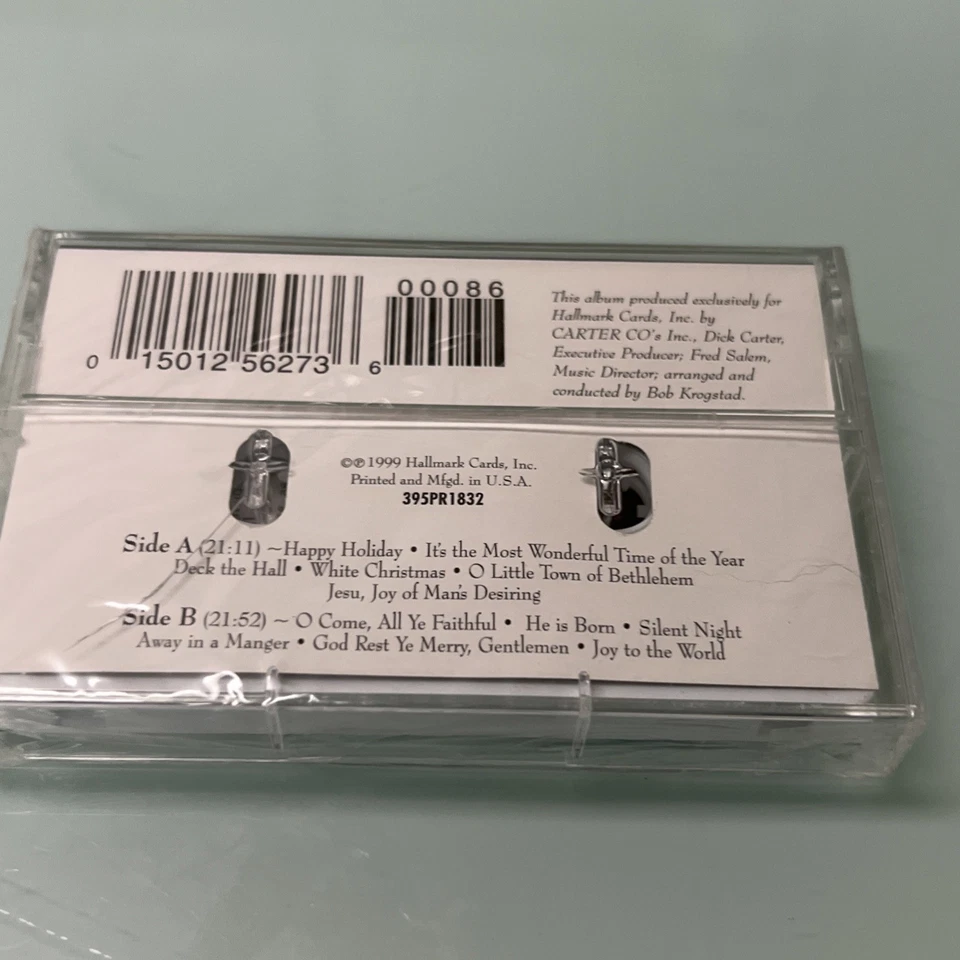 00086
0 15012 56273 6
This album produced exclusively for
Hallmark Cards, Inc. by
CARTER CO's Inc., Dick Carter,
Executive Producer; Fred Salem,
Music Director; arranged and
conducted by Bob Krogstad.
©℗1999 Hallmark Cards, Inc.
Printed and Mfgd. in U.S.A.
395PR1832
Side A (21:11) ~Happy Holiday • It's the Most Wonderful Time of the Year
Deck the Hall • White Christmas • O Little Town of Bethlehem
Jesu, Joy of Man's Desiring
Side B (21:52) ~ O Come, All Ye Faithful • He is Born • Silent Night
Away in a Manger • God Rest Ye Merry, Gentlemen • Joy to the World